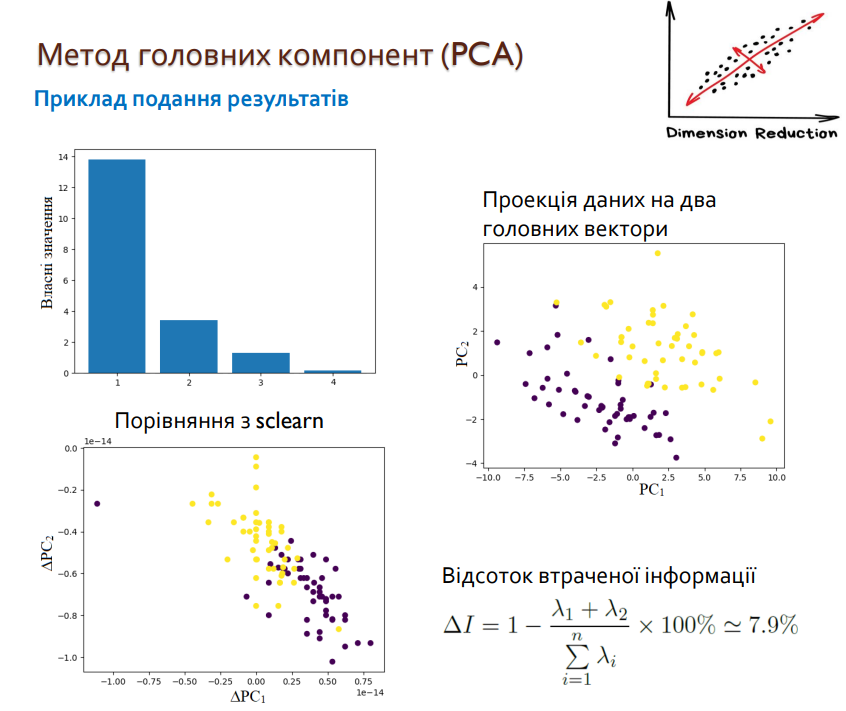 Метод головних компонент (PCA)
Приклад подання результатів
Dimension Reduction
Власні значення
14
12
10
8
6
4
2
0
1 2 3 4
Проекція даних на два
головних вектори
PC₂
4
2
0
−2
−4
−10.0 −7.5 −5.0 −2.5 0.0 2.5 5.0 7.5 10.0
PC₁
Порівняння з sclearn
1e−14
ΔPC₂
0.0
−0.2
−0.4
−0.6
−0.8
−1.0
−1.00 −0.75 −0.50 −0.25 0.00 0.25 0.50 0.75
ΔPC₁
1e−14
Відсоток втраченої інформації
ΔI = 1 − (λ₁ + λ₂) / (∑ⁿᵢ₌₁ λᵢ) × 100% ≃ 7.9%